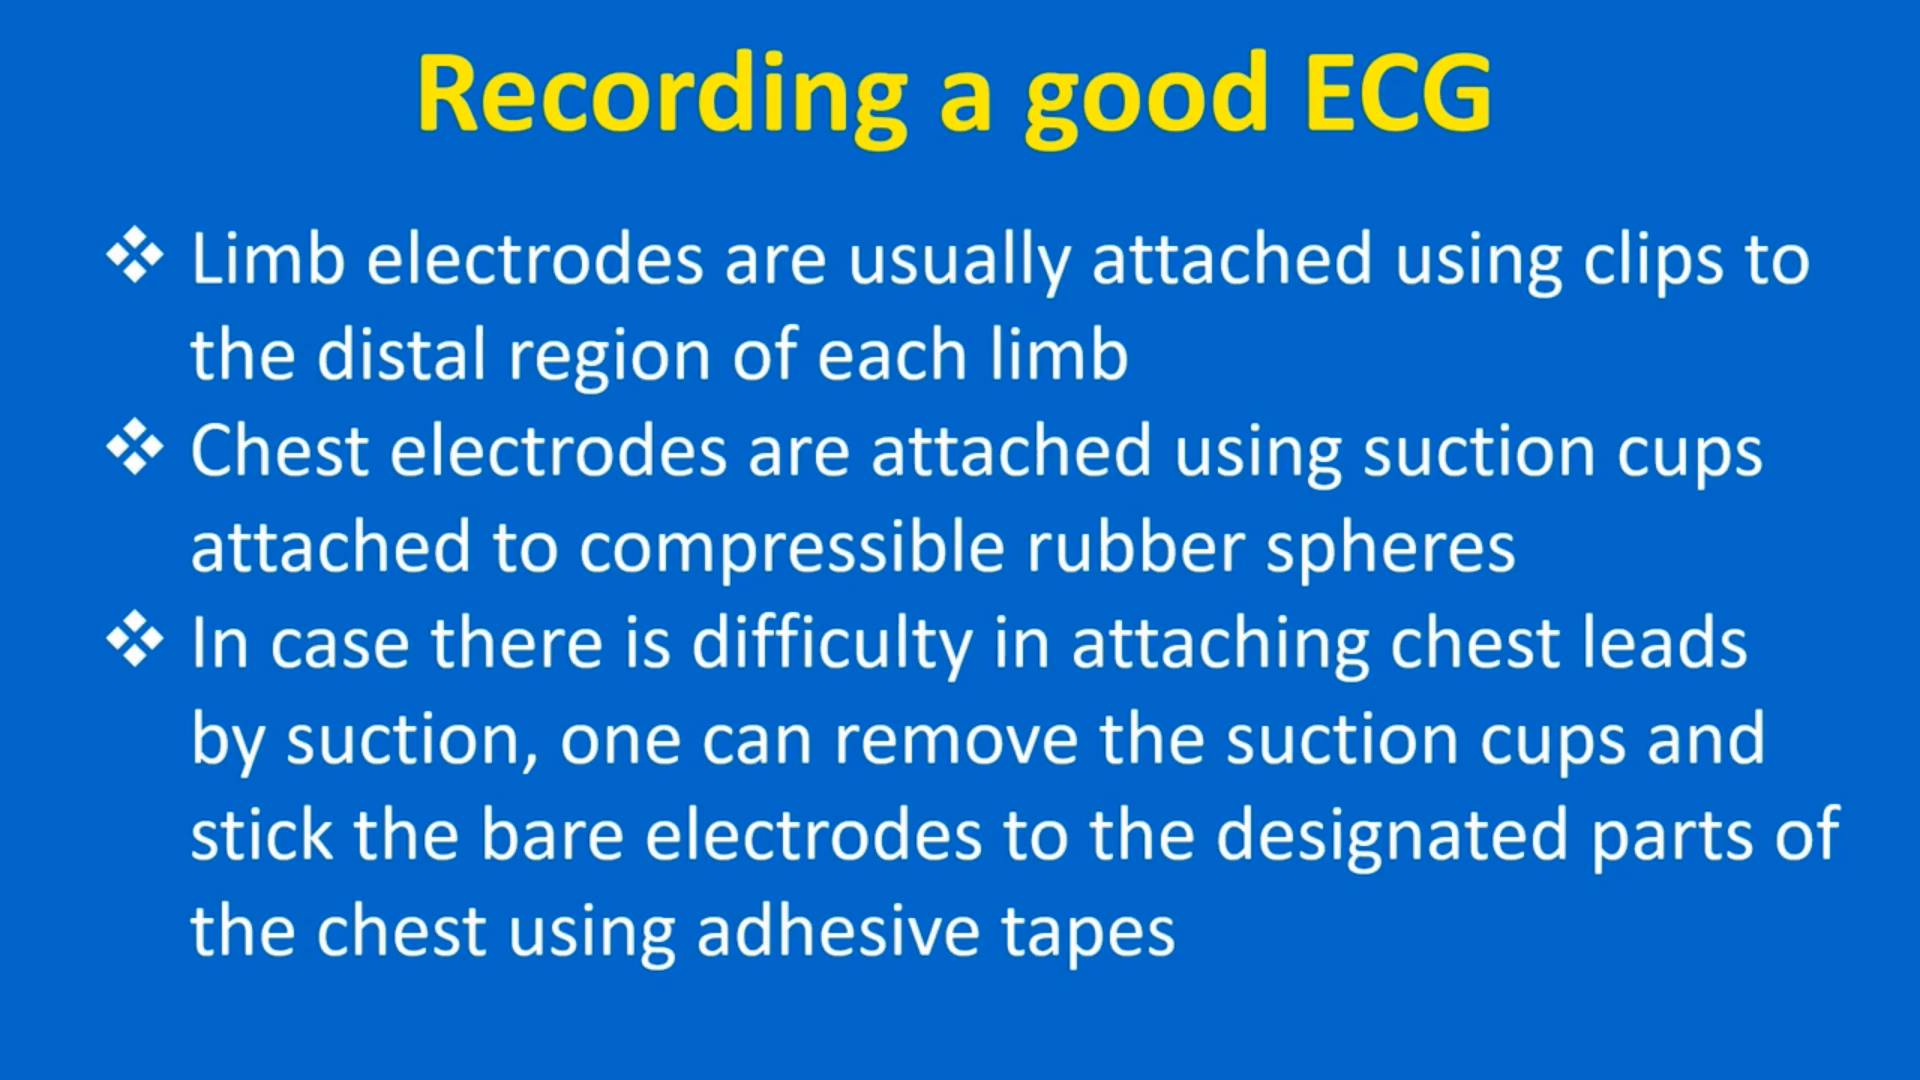 Recording a good ECG
❖ Limb electrodes are usually attached using clips to
the distal region of each limb
❖ Chest electrodes are attached using suction cups
attached to compressible rubber spheres
❖ In case there is difficulty in attaching chest leads
by suction, one can remove the suction cups and
stick the bare electrodes to the designated parts of
the chest using adhesive tapes